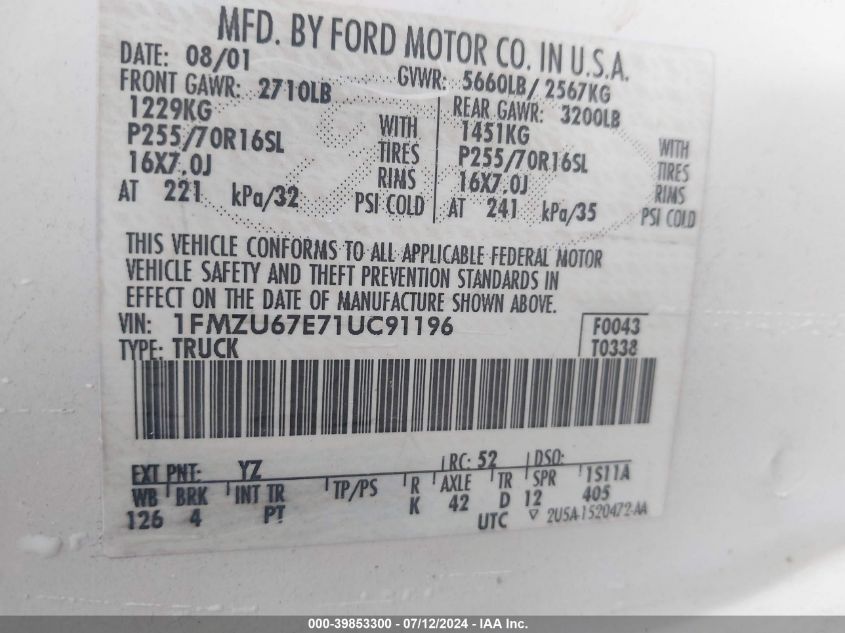 MFD. BY FORD MOTOR CO. IN U.S.A.
DATE: 08/01 GVWR: 5660LB/ 2567KG
FRONT GAWR: 2710LB REAR GAWR: 3200LB
1229KG WITH 1451KG WITH
P255/70R16SL TIRES P255/70R16SL TIRES
16X7.0J RIMS 16X7.0J RIMS
AT 221 kPa/32 PSI COLD AT 241 kPa/35 PSI COLD
THIS VEHICLE CONFORMS TO ALL APPLICABLE FEDERAL MOTOR
VEHICLE SAFETY AND THEFT PREVENTION STANDARDS IN
EFFECT ON THE DATE OF MANUFACTURE SHOWN ABOVE.
VIN: 1FMZU67E71UC91196 F0043
TYPE: TRUCK T0338
EXT PNT: YZ RC: 52 DSO:
WB BRK INT TR TP/PS R AXLE TR SPR 1S11A
126 4 PT K 42 D 12 405
UTC ▽ 2U5A-1520472-AA
000-39853300 - 07/12/2024 - IAA Inc.